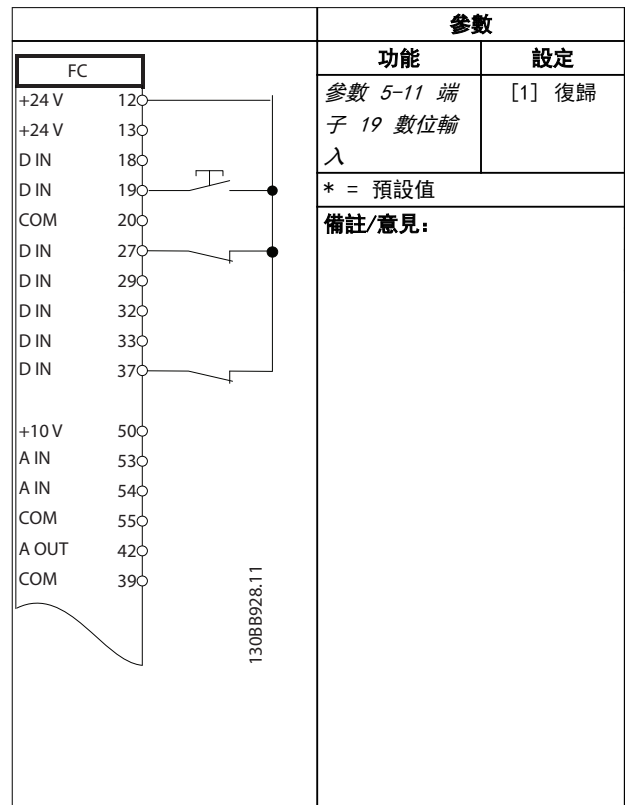 參數
功能 設定
參數 5-11 端
子 19 數位輸
入
[1] 復歸
* = 預設值
備註/意見:
FC
+24 V 12
+24 V 13
D IN 18
D IN 19
COM 20
D IN 27
D IN 29
D IN 32
D IN 33
D IN 37
+10 V 50
A IN 53
A IN 54
COM 55
A OUT 42
COM 39
130BB928.11